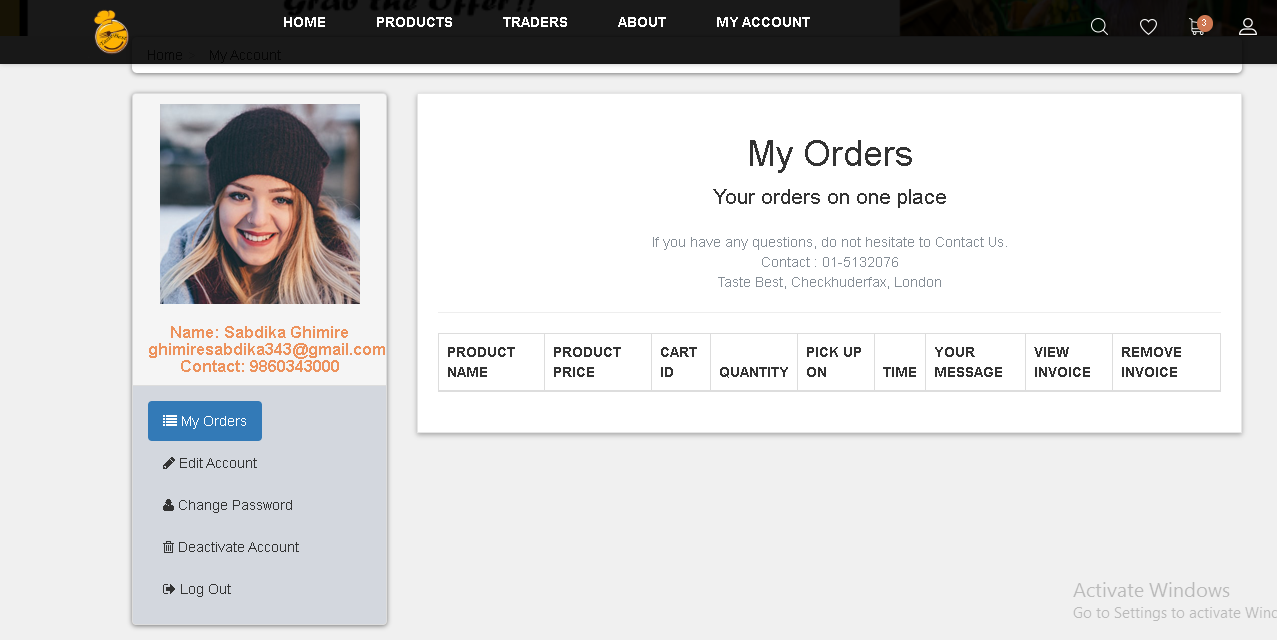 Grab the Offer!!
HOME PRODUCTS TRADERS ABOUT MY ACCOUNT
3
Home My Account
Name: Sabdika Ghimire
ghimiresabdika343@gmail.com
Contact: 9860343000
My Orders
Edit Account
Change Password
Deactivate Account
Log Out
My Orders
Your orders on one place
If you have any questions, do not hesitate to Contact Us.
Contact : 01-5132076
Taste Best, Checkhuderfax, London
PRODUCT NAME PRODUCT PRICE CART ID QUANTITY PICK UP ON TIME YOUR MESSAGE VIEW INVOICE REMOVE INVOICE
Activate Windows
Go to Settings to activate Winc